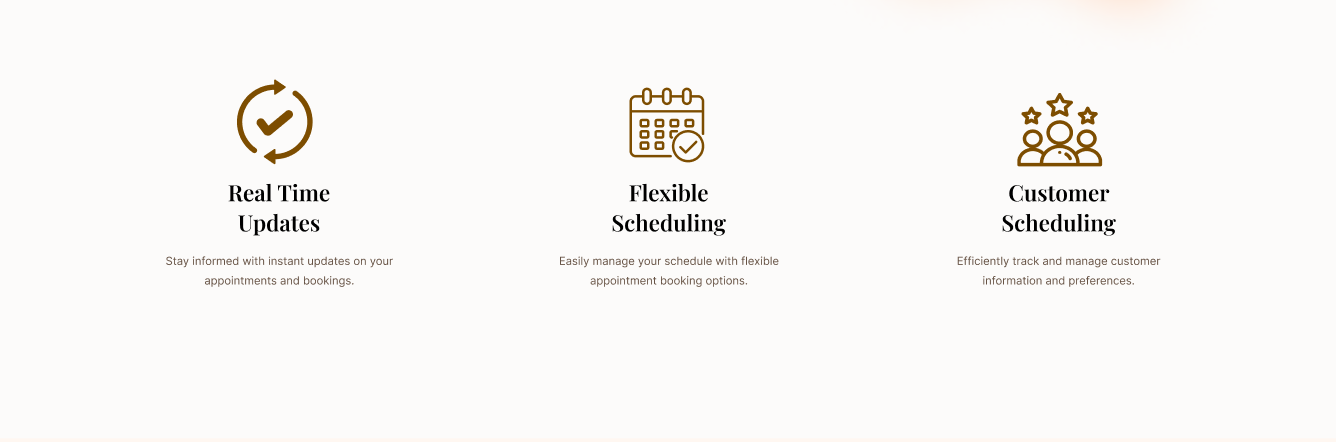 Real Time
Updates
Stay informed with instant updates on your
appointments and bookings.
Flexible
Scheduling
Easily manage your schedule with flexible
appointment booking options.
Customer
Scheduling
Efficiently track and manage customer
information and preferences.